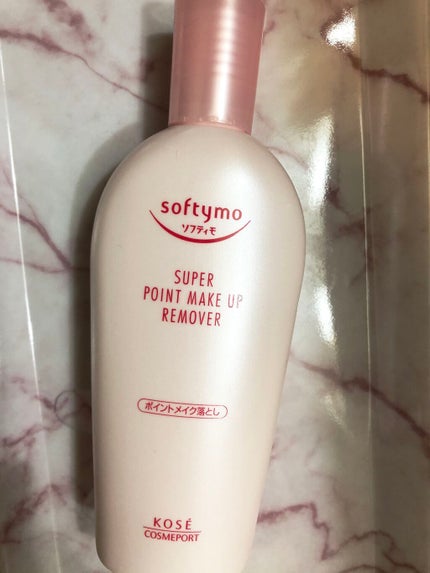 softymo
ソフティモ
SUPER
POINT MAKE UP
REMOVER
ポイントメイク落とし
KOSÉ
COSMEPORT